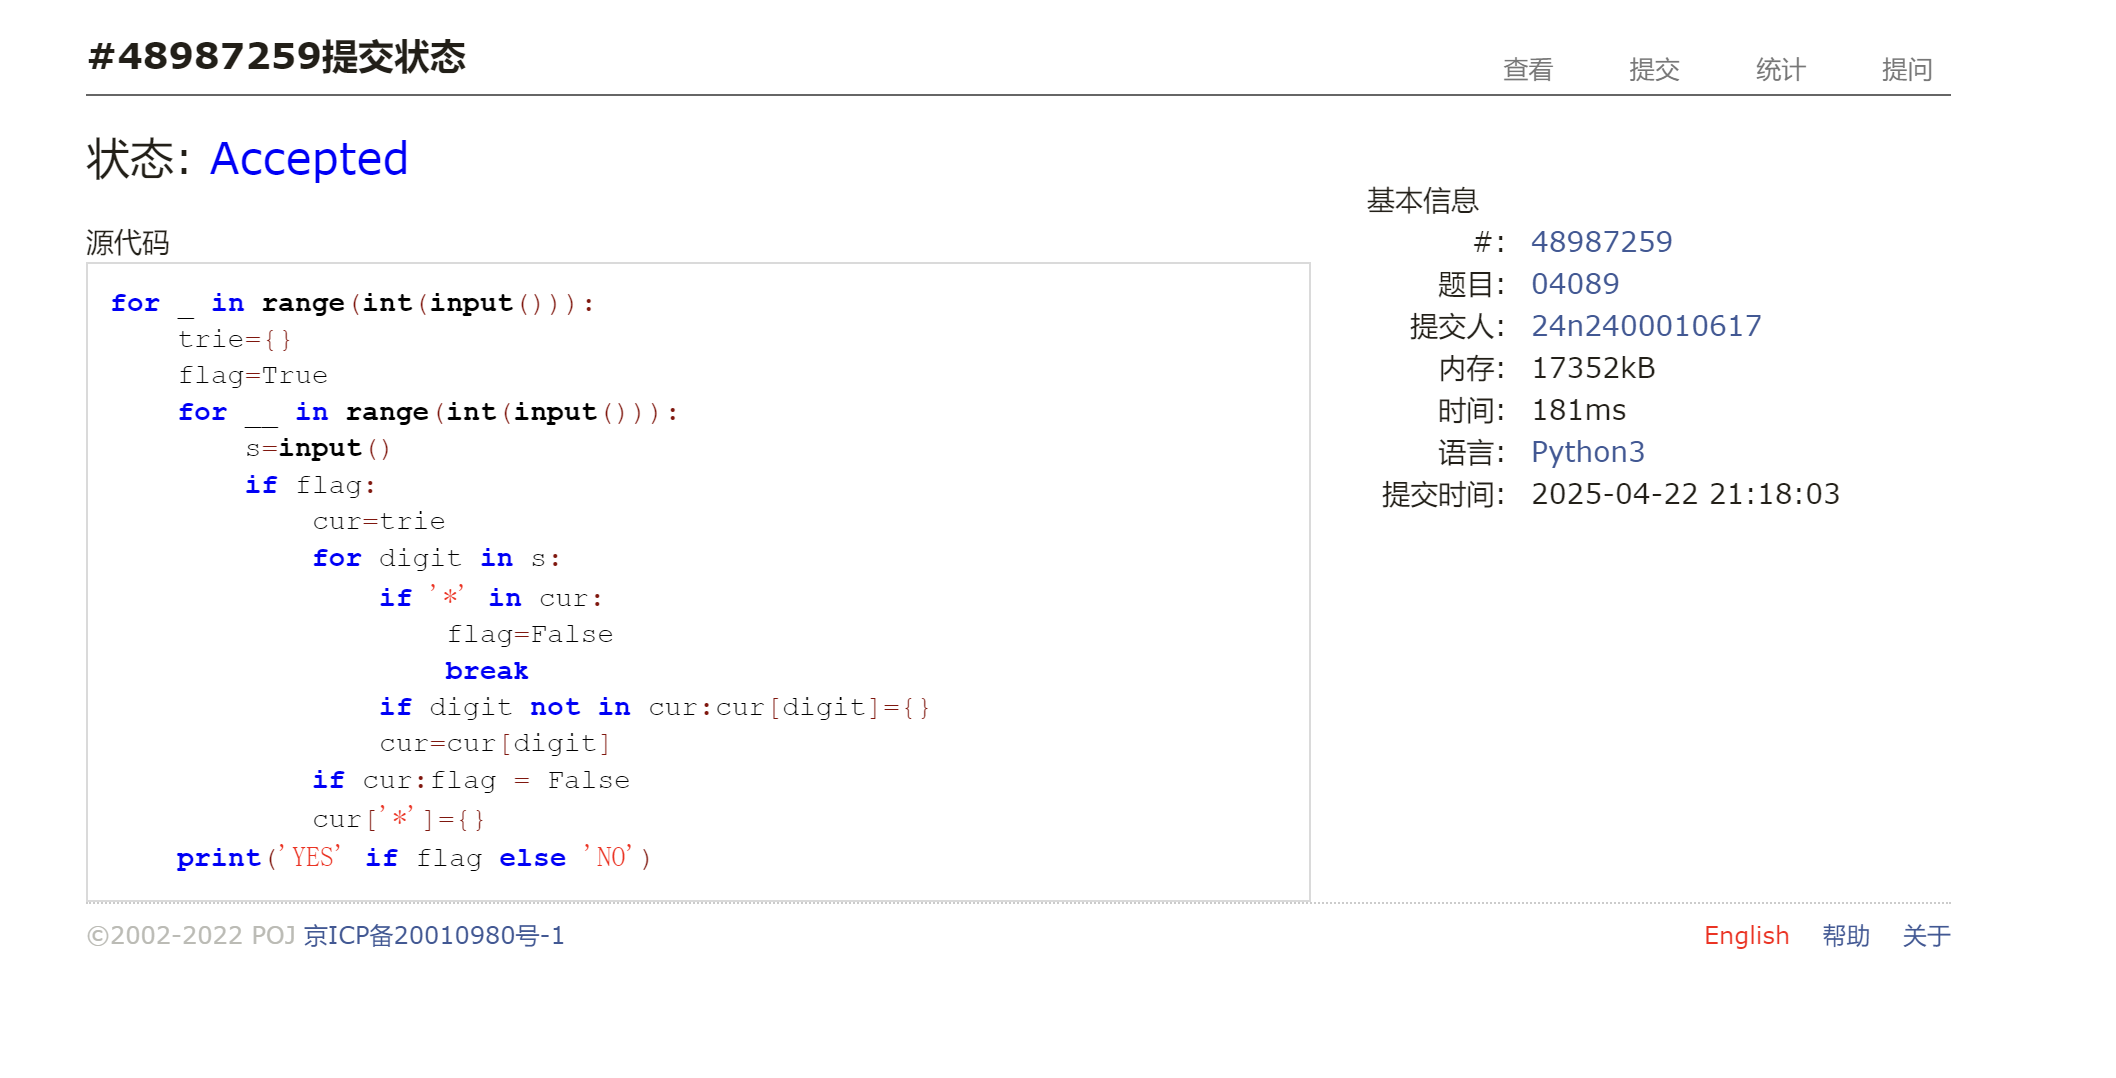 #48987259提交状态
查看 提交 统计 提问
状态: Accepted
源代码
for _ in range(int(input())):
    trie={}
    flag=True
    for __ in range(int(input())):
        s=input()
        if flag:
            cur=trie
            for digit in s:
                if '*' in cur:
                    flag=False
                    break
                if digit not in cur:cur[digit]={}
                cur=cur[digit]
            if cur:flag = False
            cur['*']={}
    print('YES' if flag else 'NO')
基本信息
#: 48987259
题目: 04089
提交人: 24n2400010617
内存: 17352kB
时间: 181ms
语言: Python3
提交时间: 2025-04-22 21:18:03
©2002-2022 POJ 京ICP备20010980号-1
English 帮助 关于